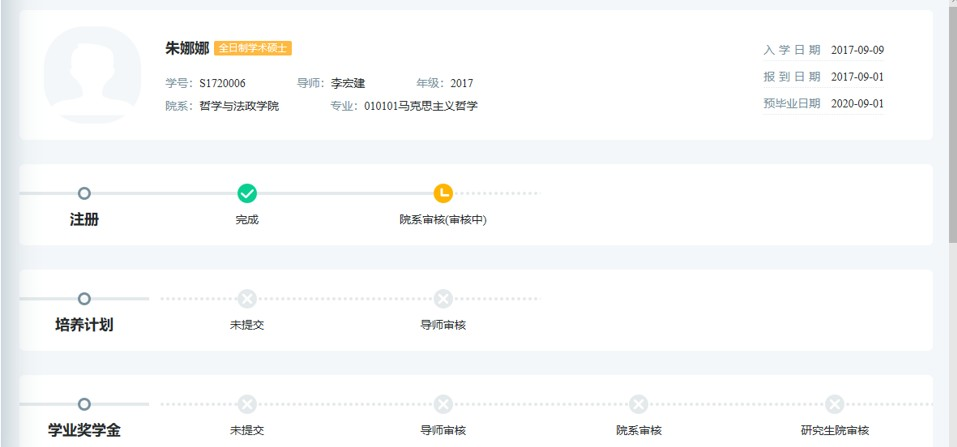 朱娜娜 全日制学术硕士
学号：S1720006 导师：李宏建 年级：2017
院系：哲学与法政学院 专业：010101马克思主义哲学
入学日期 2017-09-09
报到日期 2017-09-01
预毕业日期 2020-09-01
注册 完成 院系审核(审核中)
培养计划 未提交 导师审核
学业奖学金 未提交 导师审核 院系审核 研究生院审核